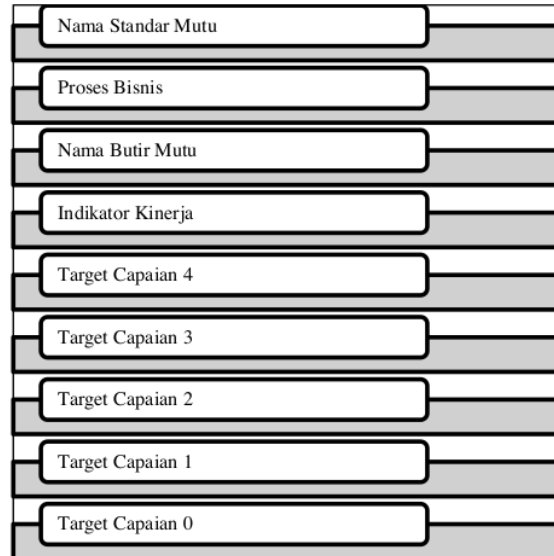 Nama Standar Mutu
Proses Bisnis
Nama Butir Mutu
Indikator Kinerja
Target Capaian 4
Target Capaian 3
Target Capaian 2
Target Capaian 1
Target Capaian 0